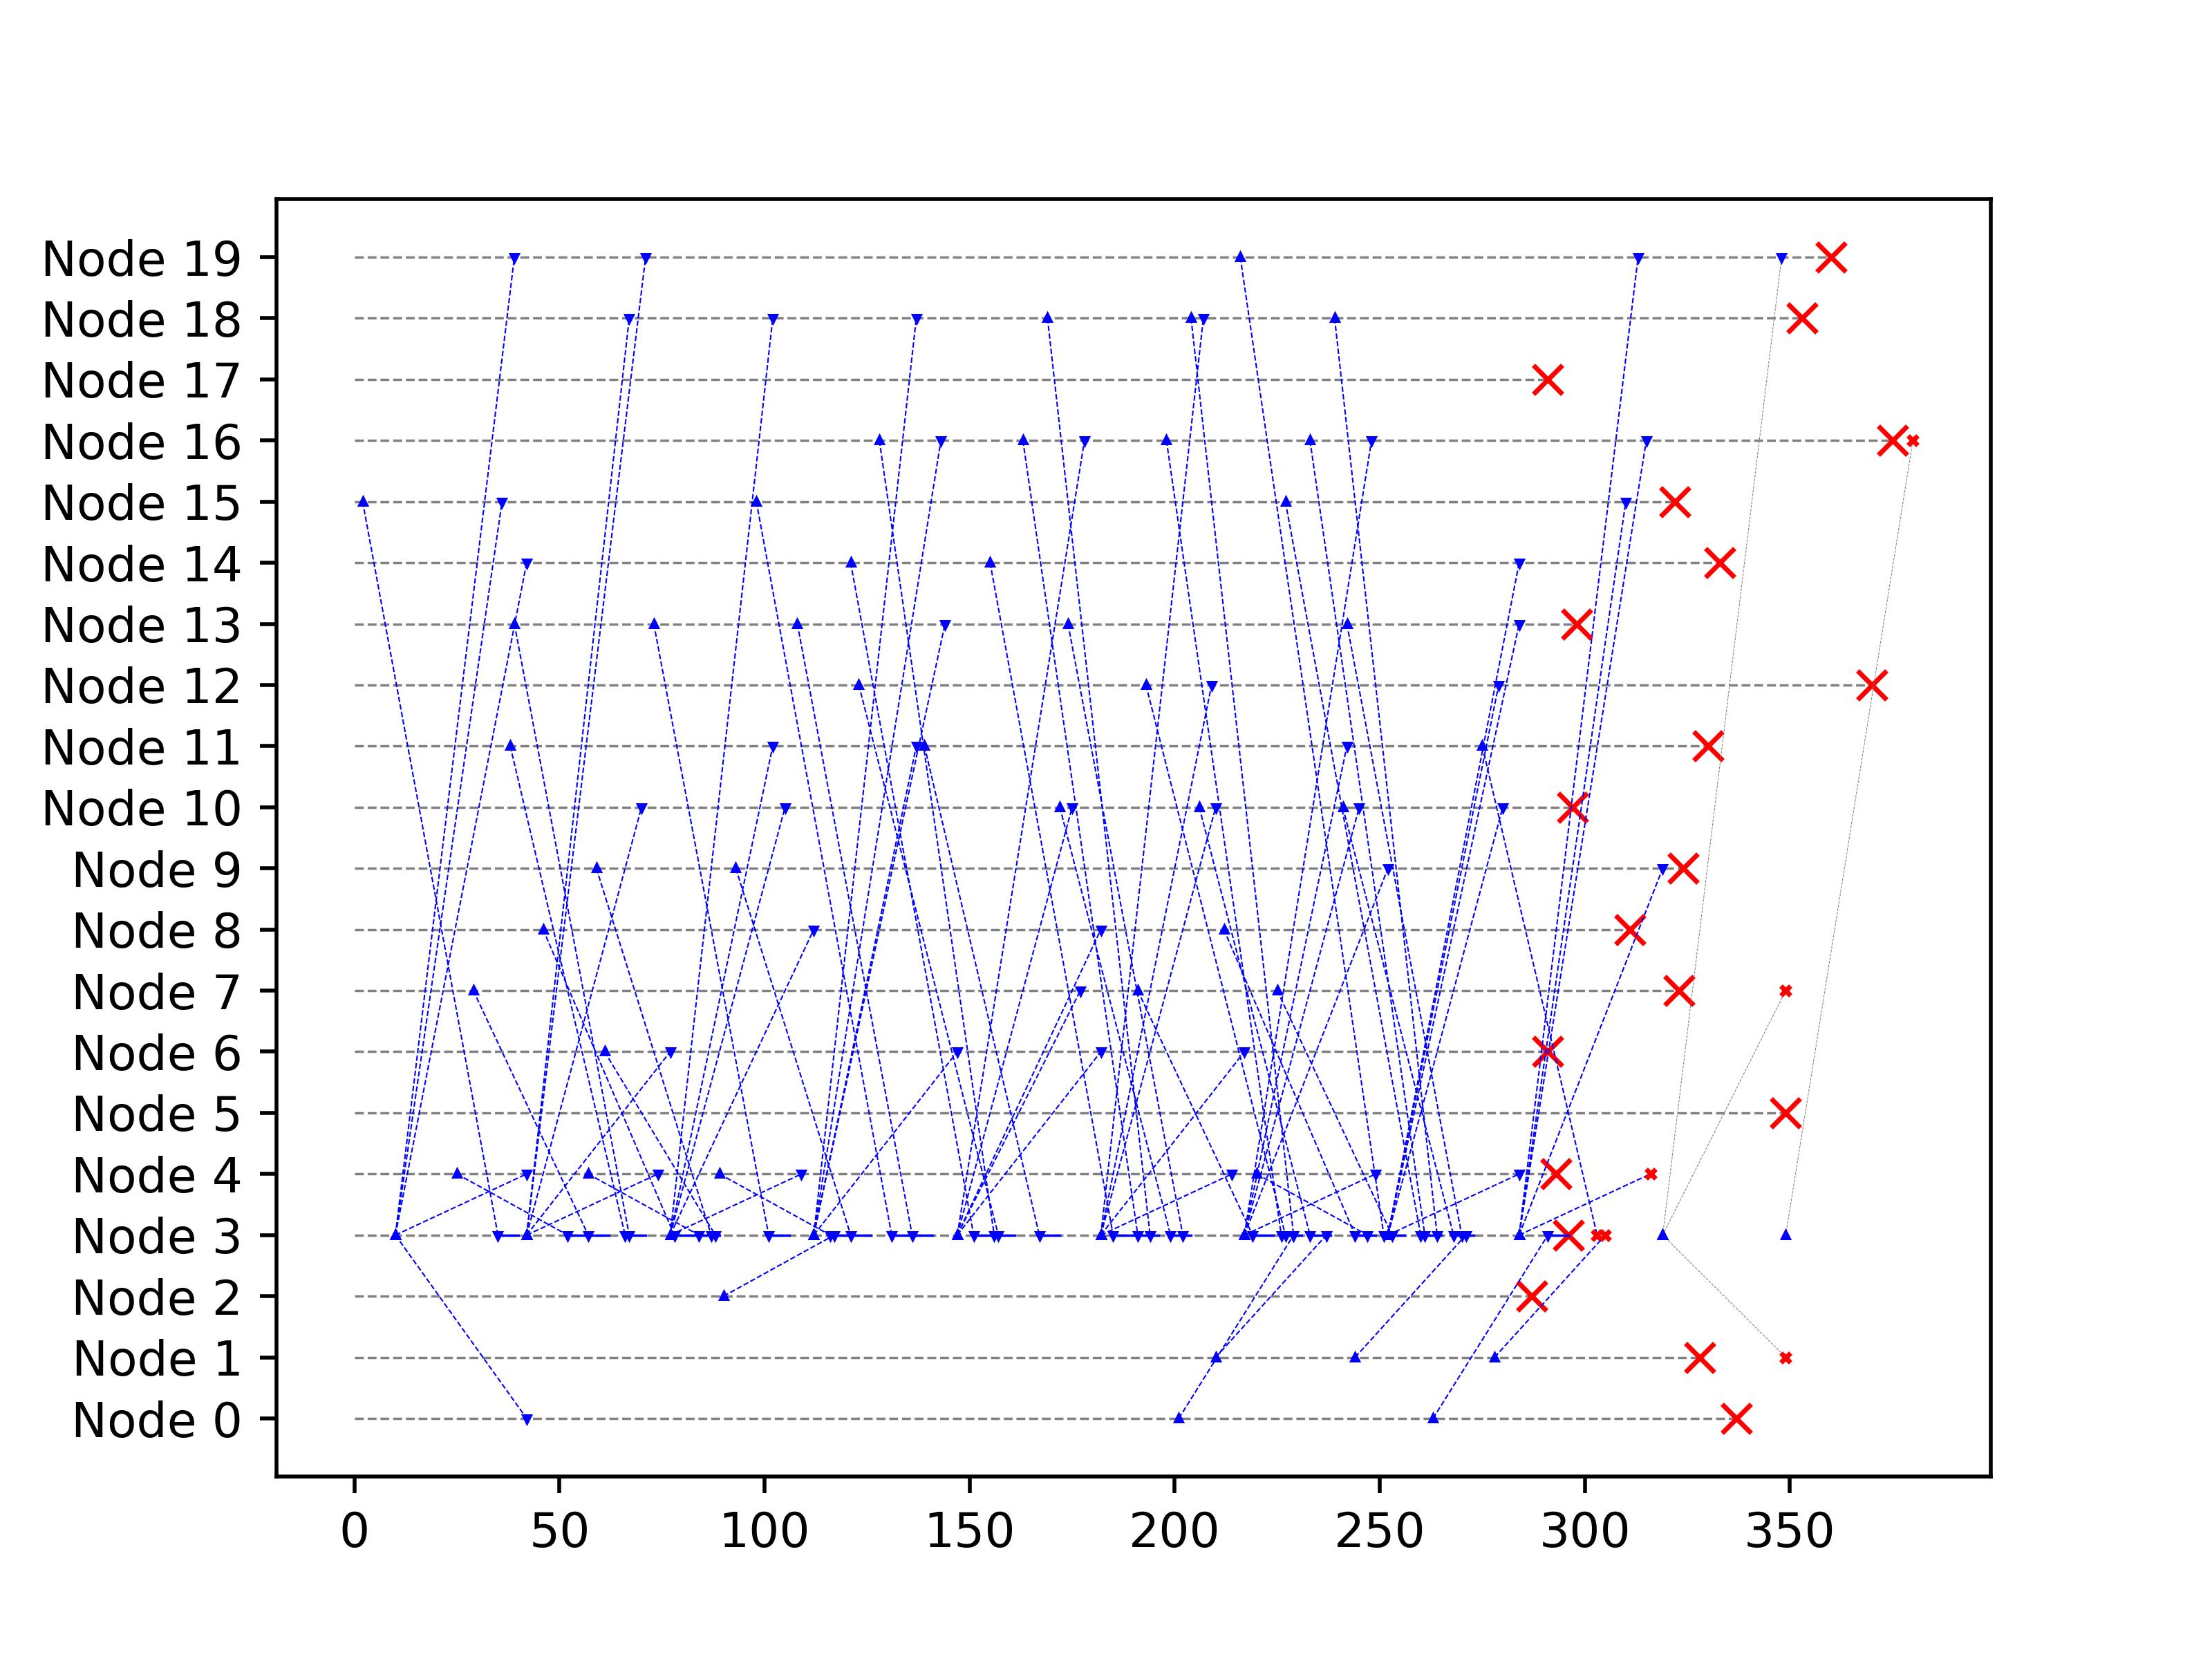 Node 19
Node 18
Node 17
Node 16
Node 15
Node 14
Node 13
Node 12
Node 11
Node 10
Node 9
Node 8
Node 7
Node 6
Node 5
Node 4
Node 3
Node 2
Node 1
Node 0
0 50 100 150 200 250 300 350